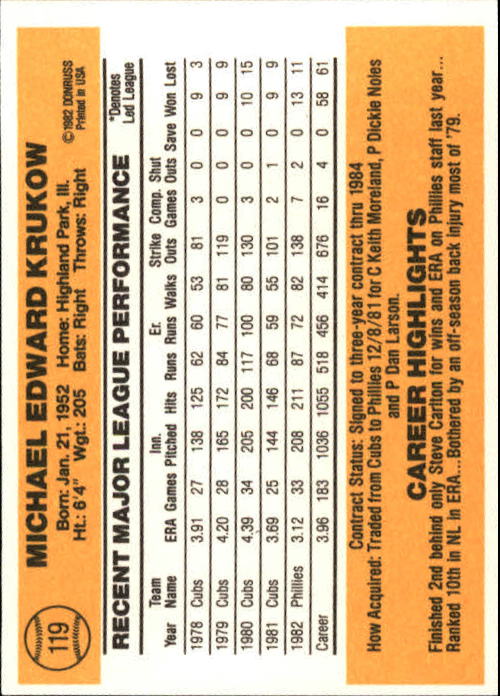 119
MICHAEL EDWARD KRUKOW
Born: Jan. 21, 1952 Home: Highland Park, Ill.
Ht.: 6'4" Wgt.: 205 Bats: Right Throws: Right
©1982 DONRUSS
Printed in USA
RECENT MAJOR LEAGUE PERFORMANCE
*Denotes
Led League
Team Inn. Er. Strike Comp. Shut
Year Name ERA Games Pitched Hits Runs Runs Walks Outs Games Outs Save Won Lost
1978 Cubs 3.91 27 138 125 62 60 53 81 3 0 0 9 3
1979 Cubs 4.20 28 165 172 84 77 81 119 0 0 0 9 9
1980 Cubs 4.39 34 205 200 117 100 80 130 3 0 0 10 15
1981 Cubs 3.69 25 144 146 68 59 55 101 2 1 0 9 9
1982 Phillies 3.12 33 208 211 87 72 82 138 7 2 0 13 11
Career 3.96 183 1036 1055 518 456 414 676 16 4 0 58 61
Contract Status: Signed to three-year contract thru 1984
How Acquired: Traded from Cubs to Phillies 12/8/81 for C Keith Moreland, P Dickie Noles
and P Dan Larson.
CAREER HIGHLIGHTS
Finished 2nd behind only Steve Carlton for wins and ERA on Phillies staff last year...
Ranked 10th in NL in ERA...Bothered by an off-season back injury most of '79.